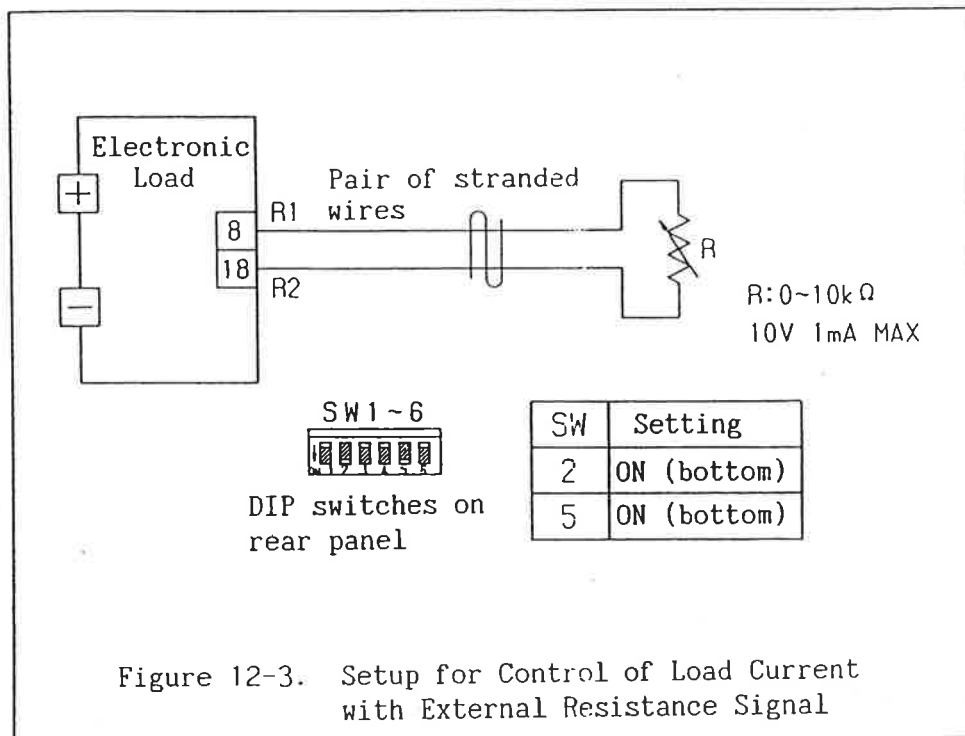 Electronic
Load
+
−
8
18
R1
R2
Pair of stranded
wires
R
R:0~10kΩ
10V 1mA MAX
SW1~6
DIP switches on
rear panel
SW Setting
2 ON (bottom)
5 ON (bottom)
Figure 12-3. Setup for Control of Load Current
with External Resistance Signal